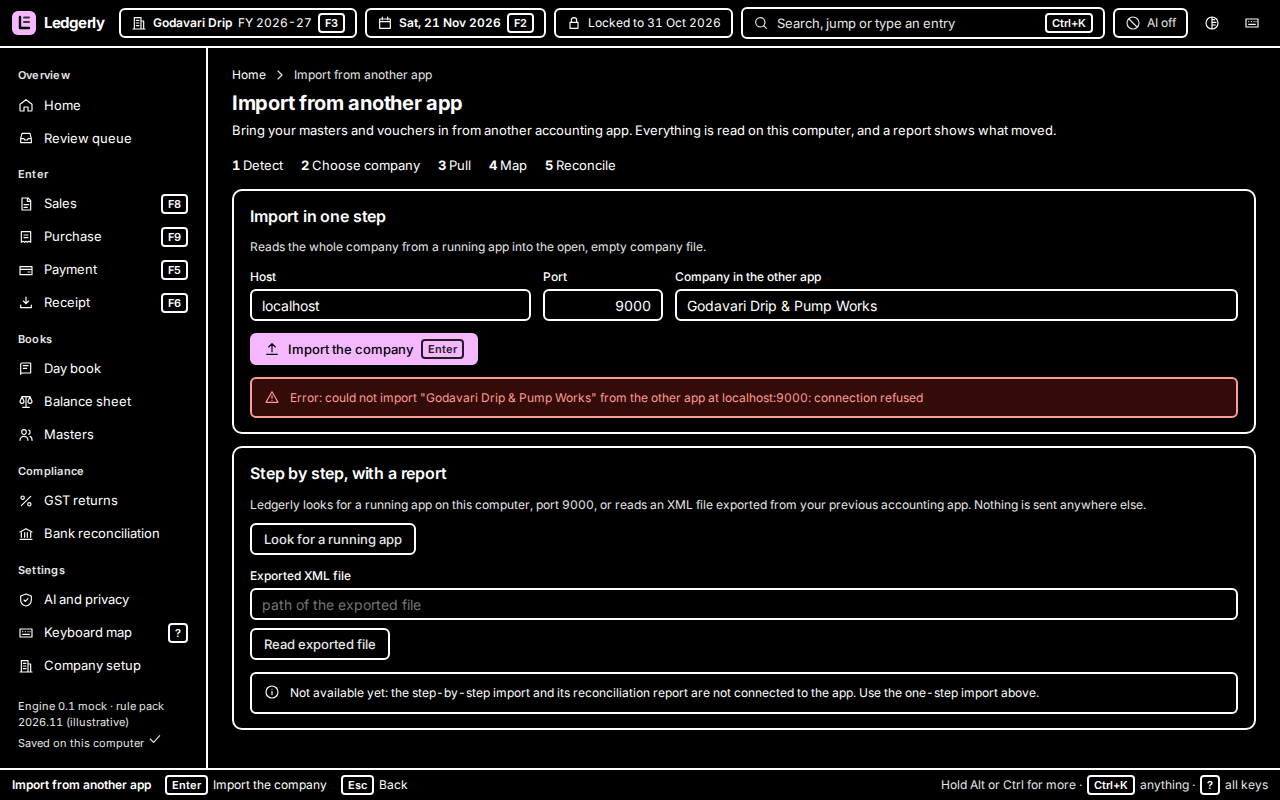 Ledgerly
Godavari Drip FY 2026-27 F3
Sat, 21 Nov 2026 F2
Locked to 31 Oct 2026
Search, jump or type an entry Ctrl+K
AI off
Overview
Home
Review queue
Enter
Sales F8
Purchase F9
Payment F5
Receipt F6
Books
Day book
Balance sheet
Masters
Compliance
GST returns
Bank reconciliation
Settings
AI and privacy
Keyboard map ?
Company setup
Engine 0.1 mock · rule pack
2026.11 (illustrative)
Saved on this computer
Home Import from another app
Import from another app
Bring your masters and vouchers in from another accounting app. Everything is read on this computer, and a report shows what moved.
1 Detect 2 Choose company 3 Pull 4 Map 5 Reconcile
Import in one step
Reads the whole company from a running app into the open, empty company file.
Host Port Company in the other app
localhost 9000 Godavari Drip & Pump Works
Import the company Enter
Error: could not import "Godavari Drip & Pump Works" from the other app at localhost:9000: connection refused
Step by step, with a report
Ledgerly looks for a running app on this computer, port 9000, or reads an XML file exported from your previous accounting app. Nothing is sent anywhere else.
Look for a running app
Exported XML file
path of the exported file
Read exported file
Not available yet: the step-by-step import and its reconciliation report are not connected to the app. Use the one-step import above.
Import from another app Enter Import the company Esc Back
Hold Alt or Ctrl for more · Ctrl+K anything · ? all keys